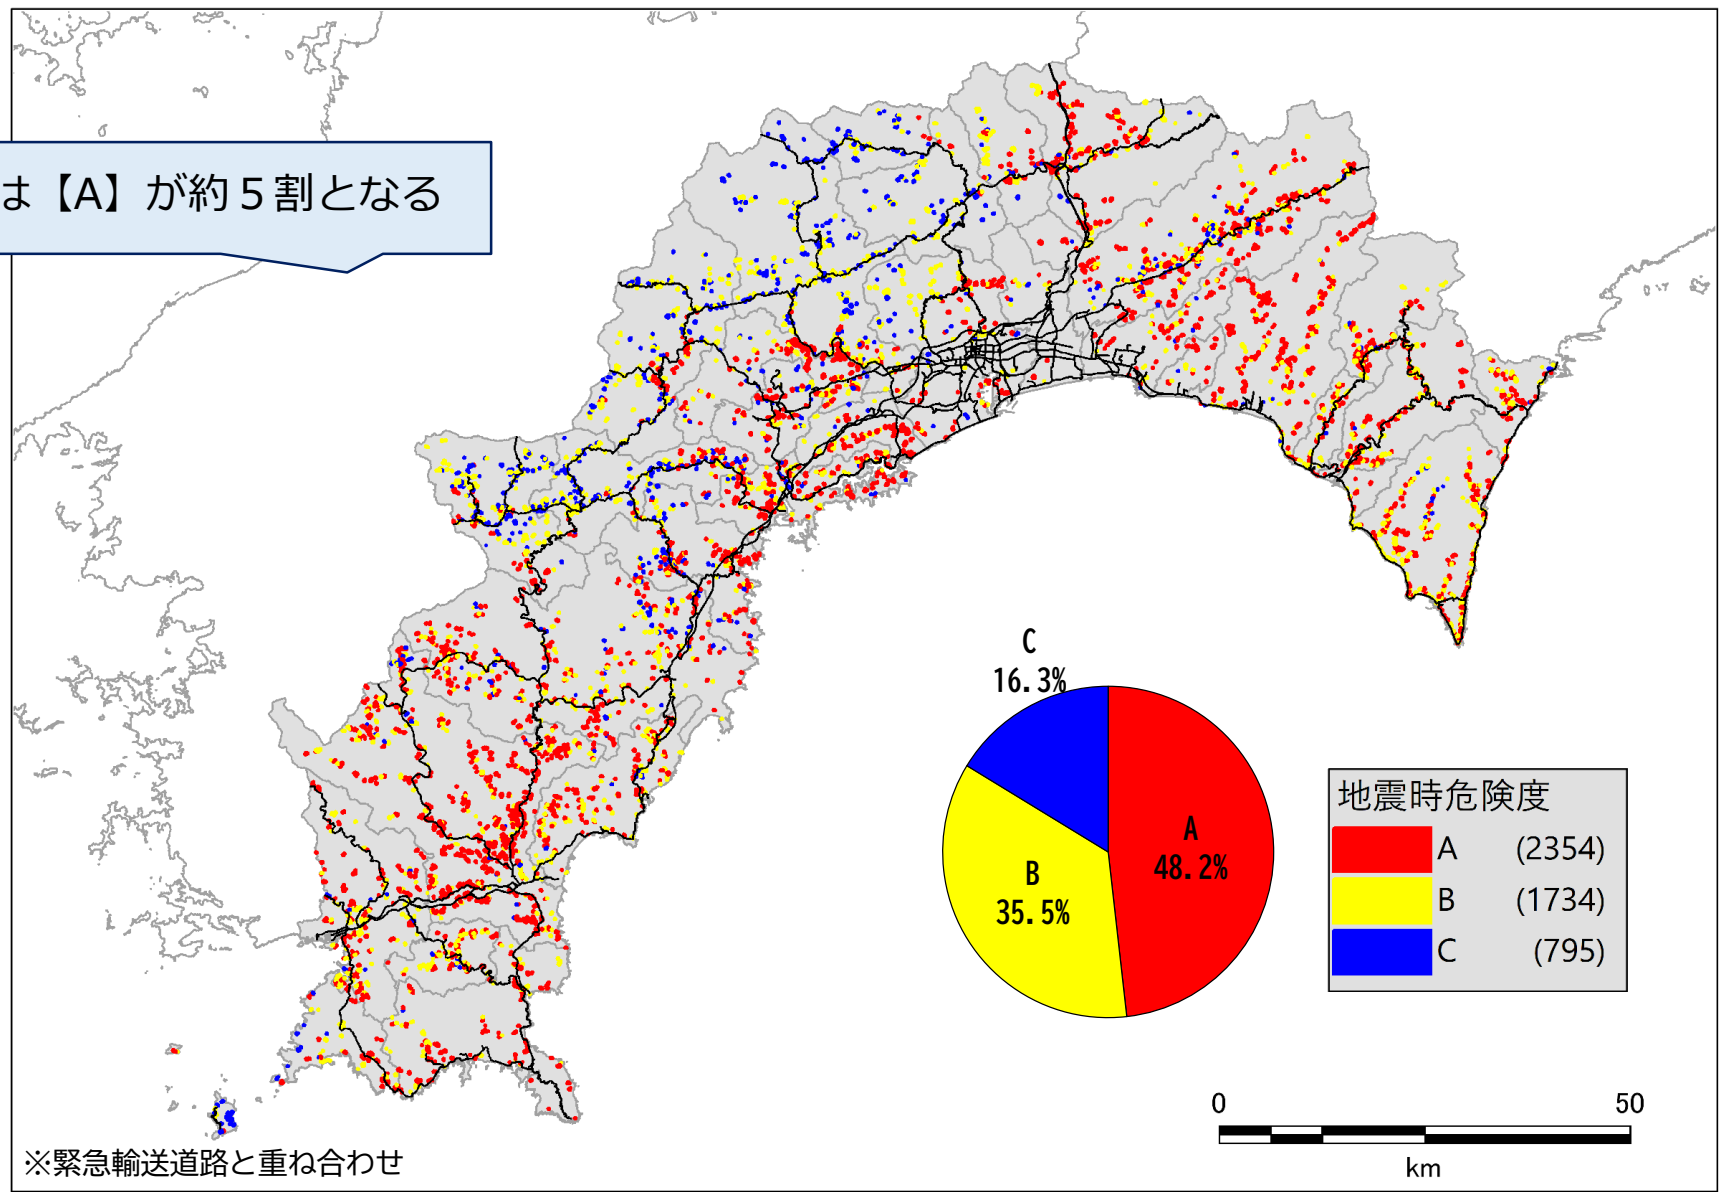 は【A】が約５割となる
C
16.3%
A
48.2%
B
35.5%
地震時危険度
A (2354)
B (1734)
C (795)
0 50
km
※緊急輸送道路と重ね合わせ